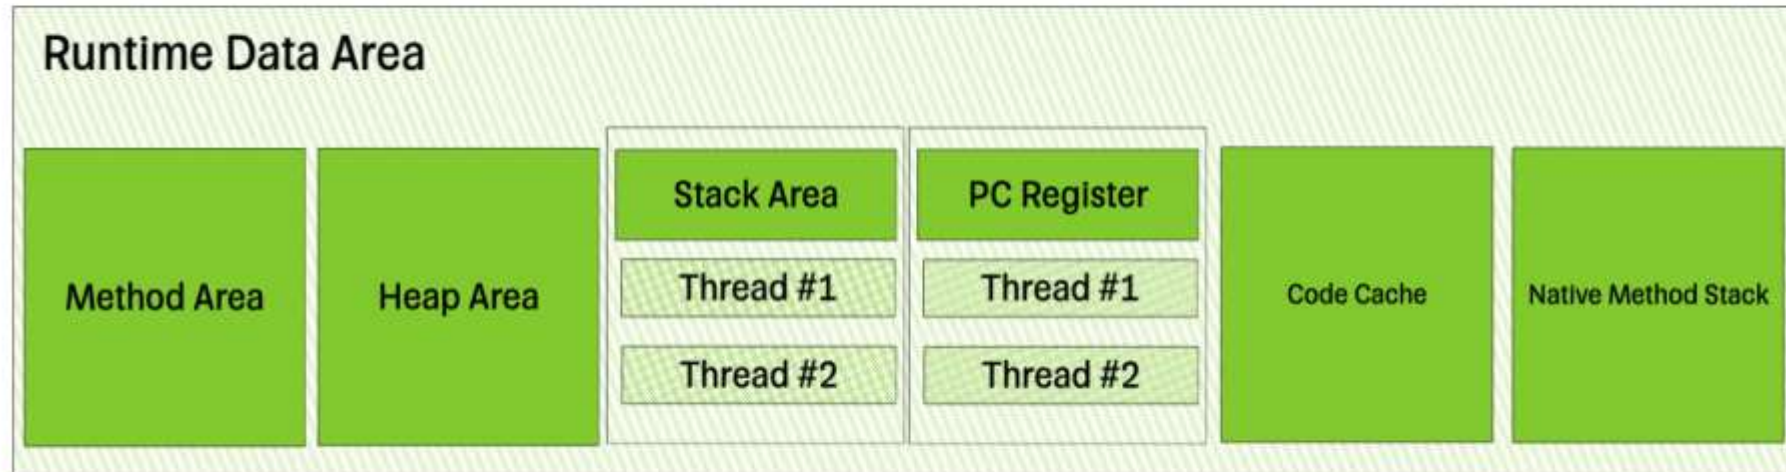 Runtime Data Area
Method Area
Heap Area
Stack Area
Thread #1
Thread #2
PC Register
Thread #1
Thread #2
Code Cache
Native Method Stack